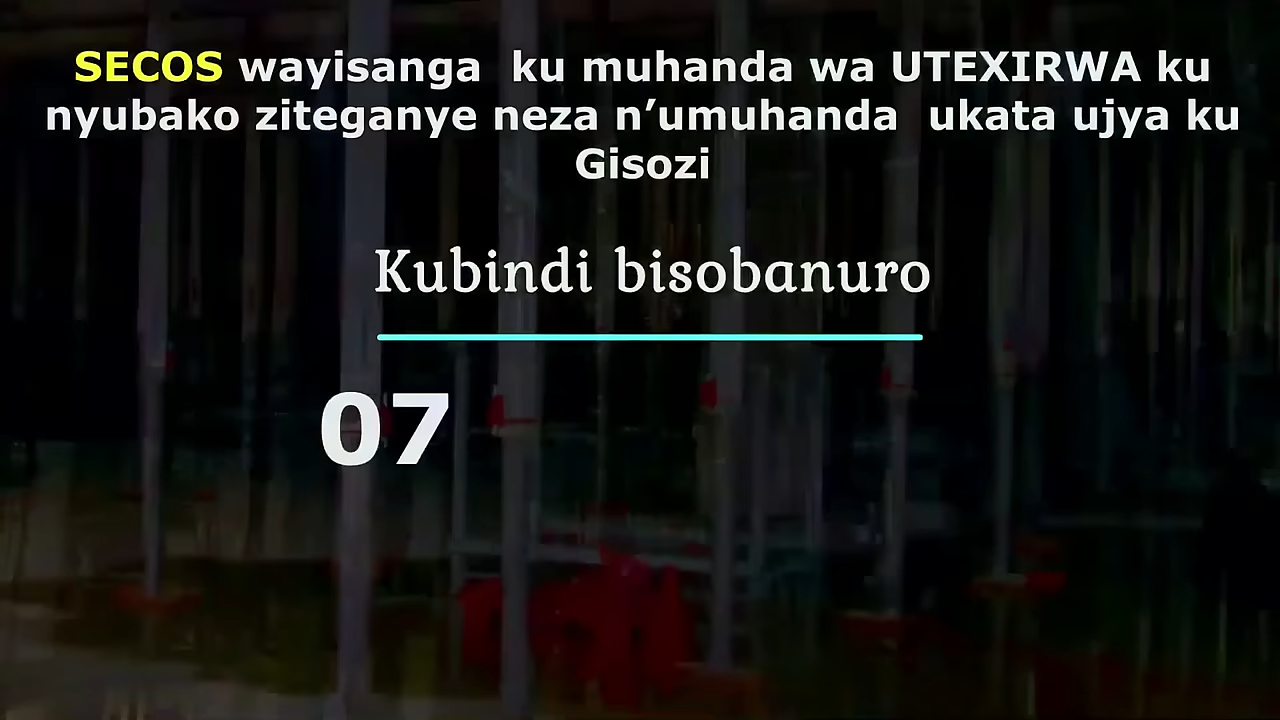 SECOS wayisanga ku muhanda wa UTEXIRWA ku
nyubako ziteganye neza n’umuhanda ukata ujya ku
Gisozi
Kubindi bisobanuro
07